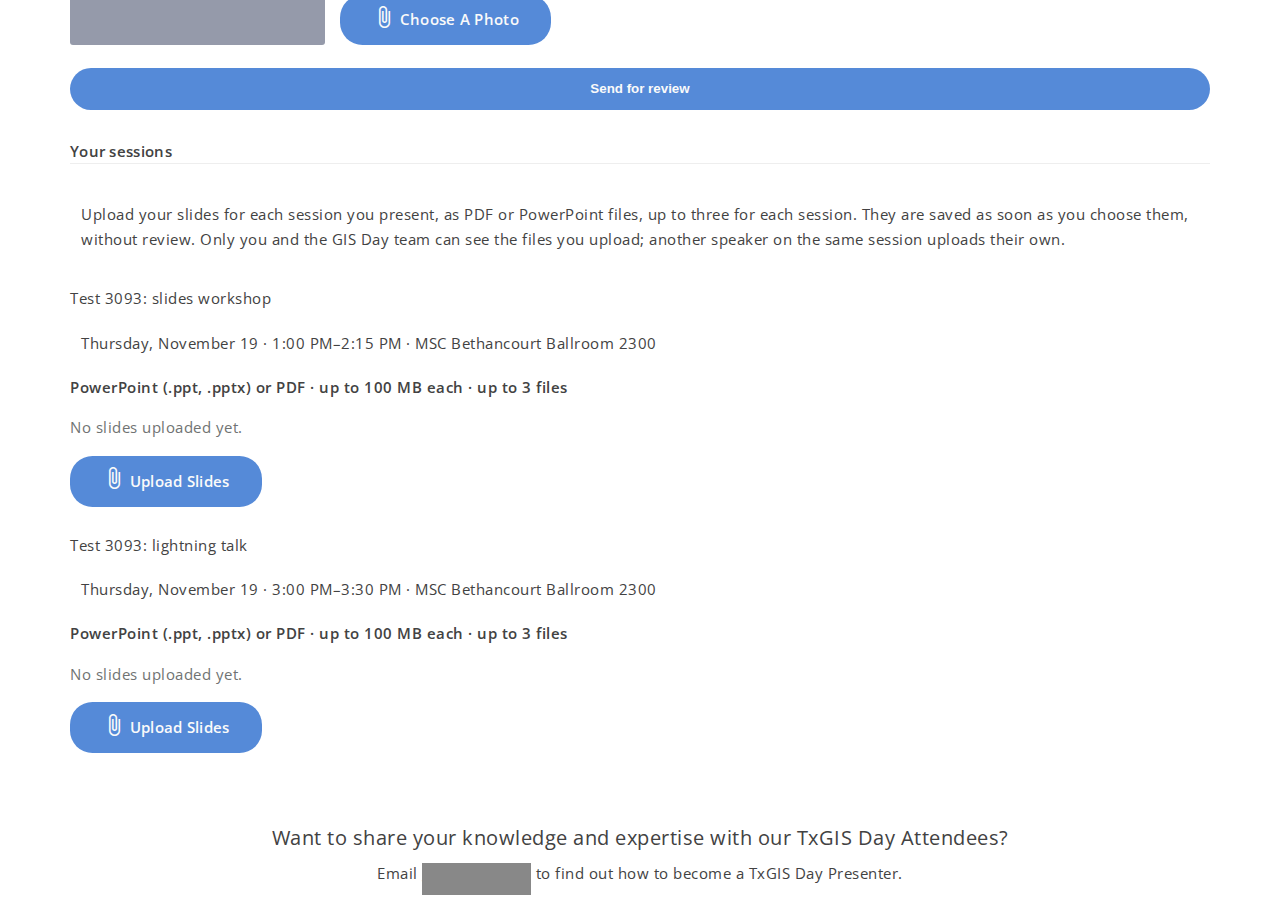 Choose A Photo
Send for review
Your sessions
Upload your slides for each session you present, as PDF or PowerPoint files, up to three for each session. They are saved as soon as you choose them,
without review. Only you and the GIS Day team can see the files you upload; another speaker on the same session uploads their own.
Test 3093: slides workshop
Thursday, November 19 · 1:00 PM–2:15 PM · MSC Bethancourt Ballroom 2300
PowerPoint (.ppt, .pptx) or PDF · up to 100 MB each · up to 3 files
No slides uploaded yet.
Upload Slides
Test 3093: lightning talk
Thursday, November 19 · 3:00 PM–3:30 PM · MSC Bethancourt Ballroom 2300
PowerPoint (.ppt, .pptx) or PDF · up to 100 MB each · up to 3 files
No slides uploaded yet.
Upload Slides
Want to share your knowledge and expertise with our TxGIS Day Attendees?
Email to find out how to become a TxGIS Day Presenter.